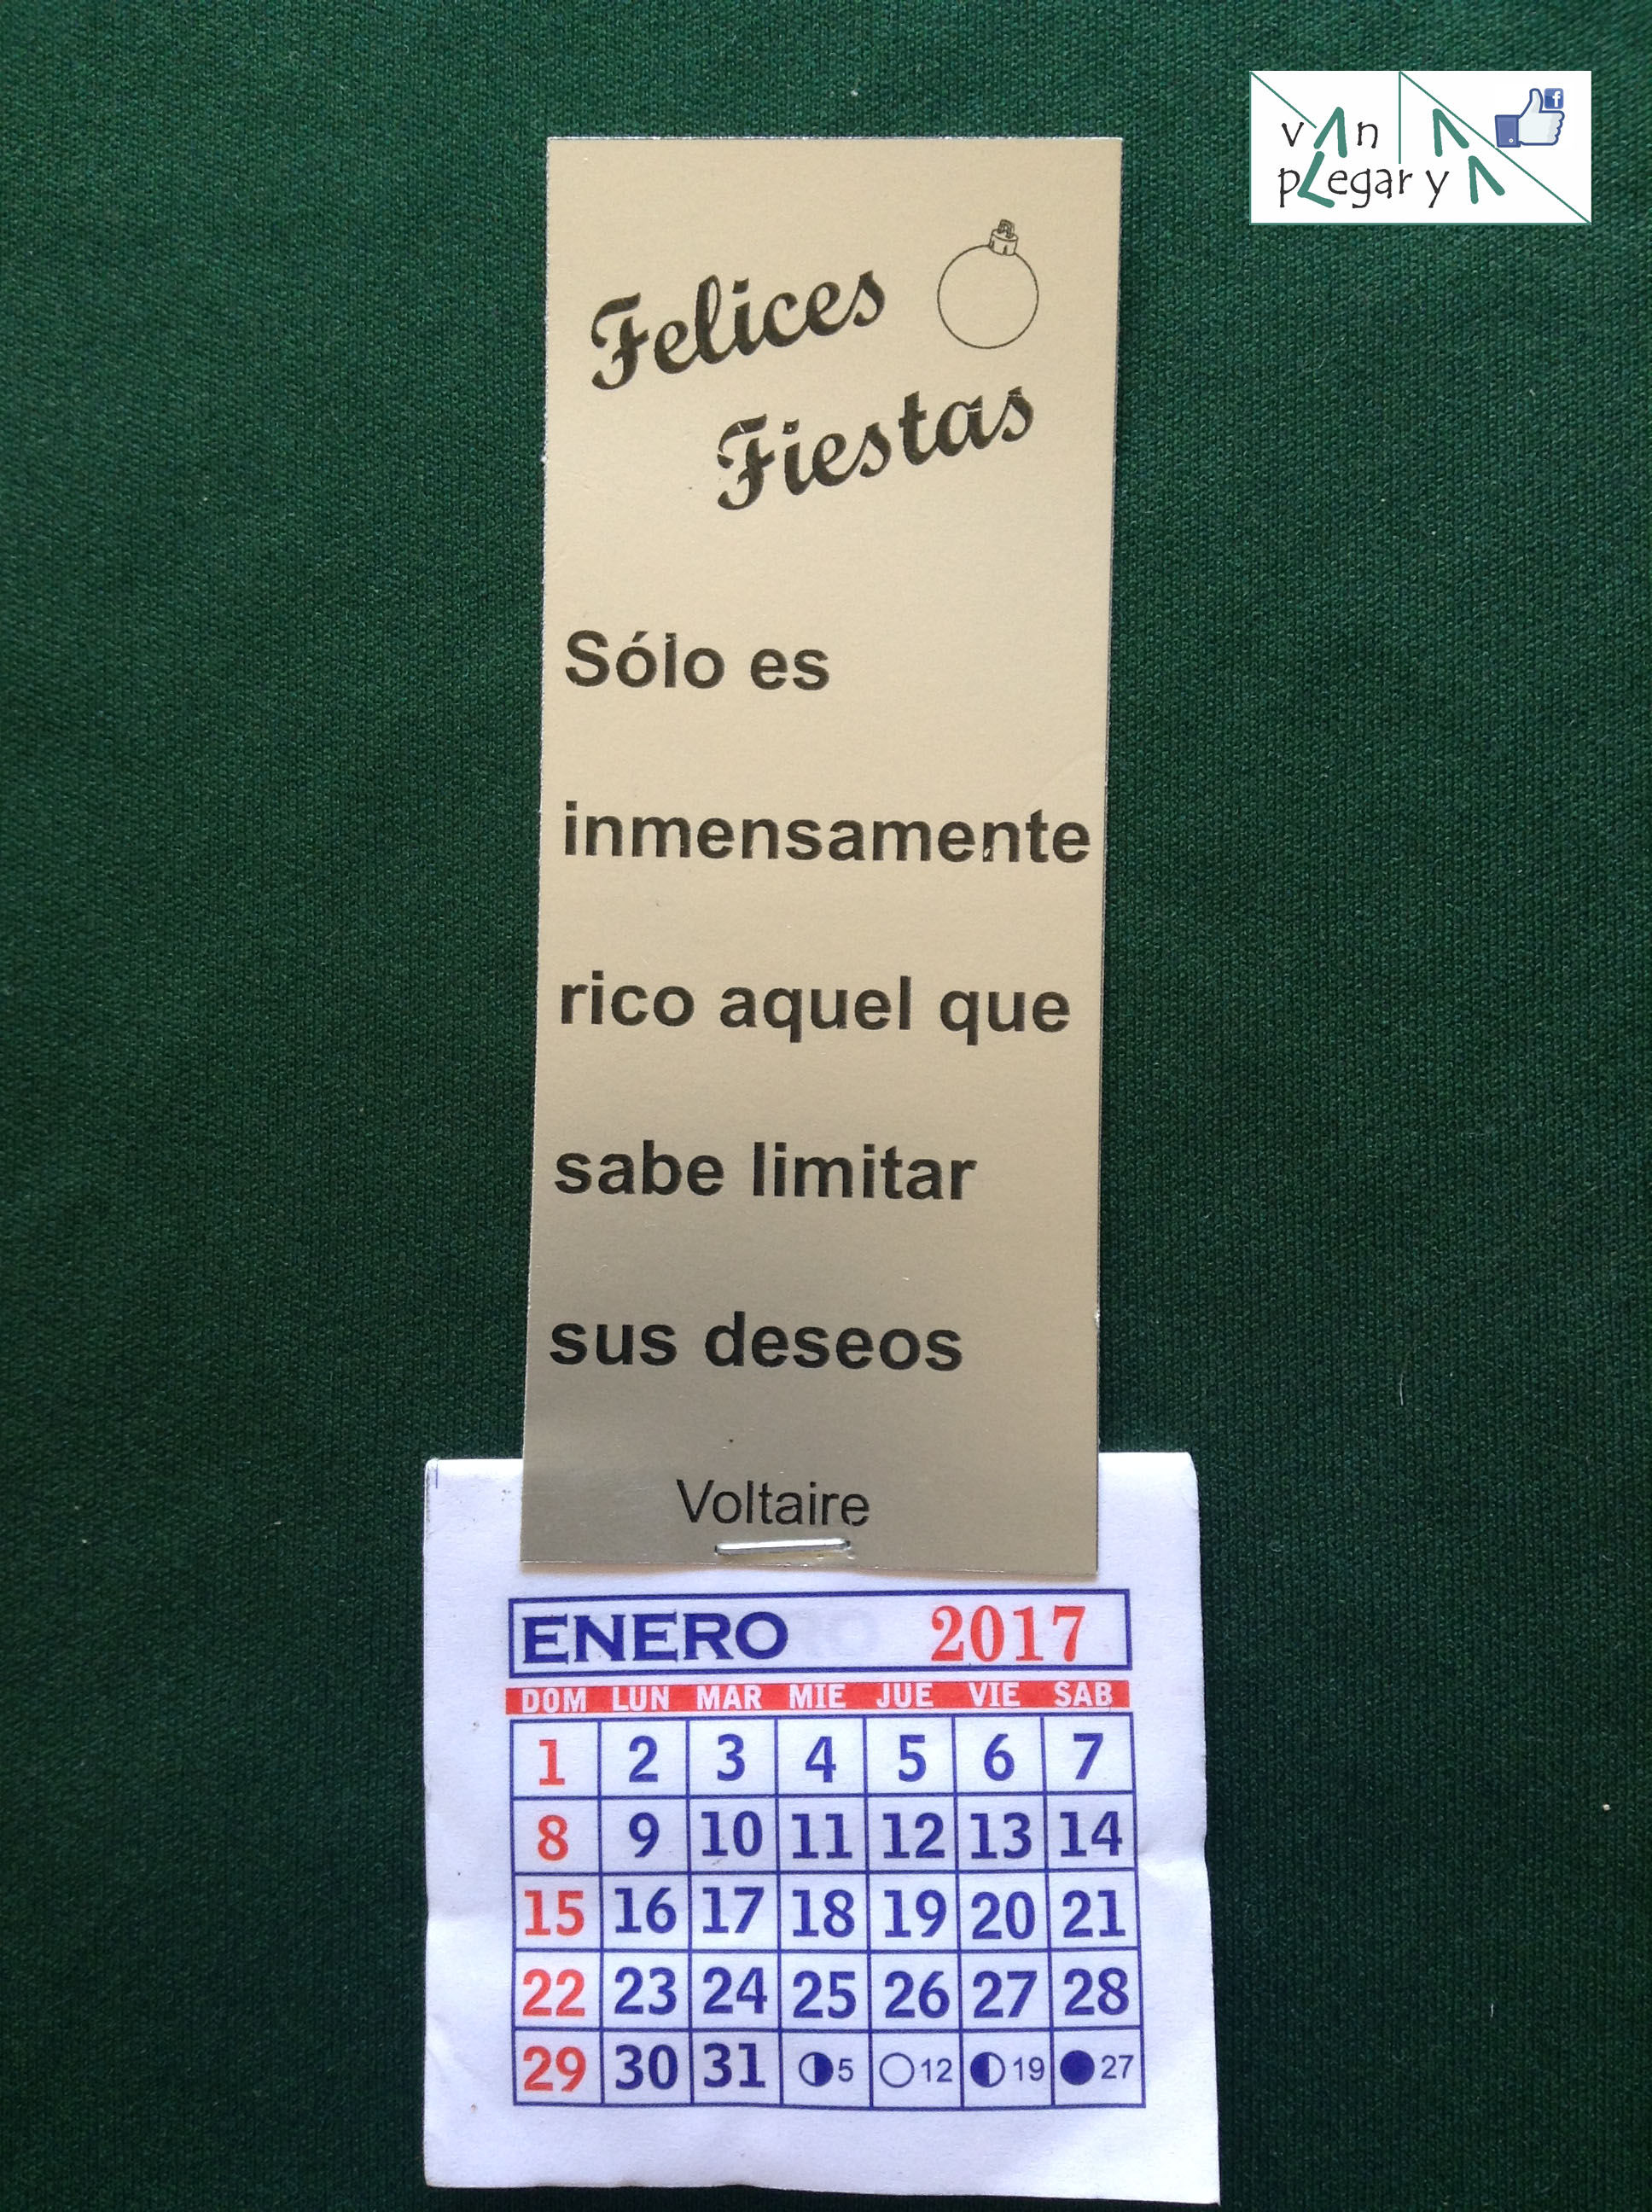 van
pLegar y
f
Felices
Fiestas
Sólo es
inmensamente
rico aquel que
sabe limitar
sus deseos
Voltaire
ENERO 2017
DOM LUN MAR MIE JUE VIE SAB
1 2 3 4 5 6 7
8 9 10 11 12 13 14
15 16 17 18 19 20 21
22 23 24 25 26 27 28
29 30 31 5 12 19 27